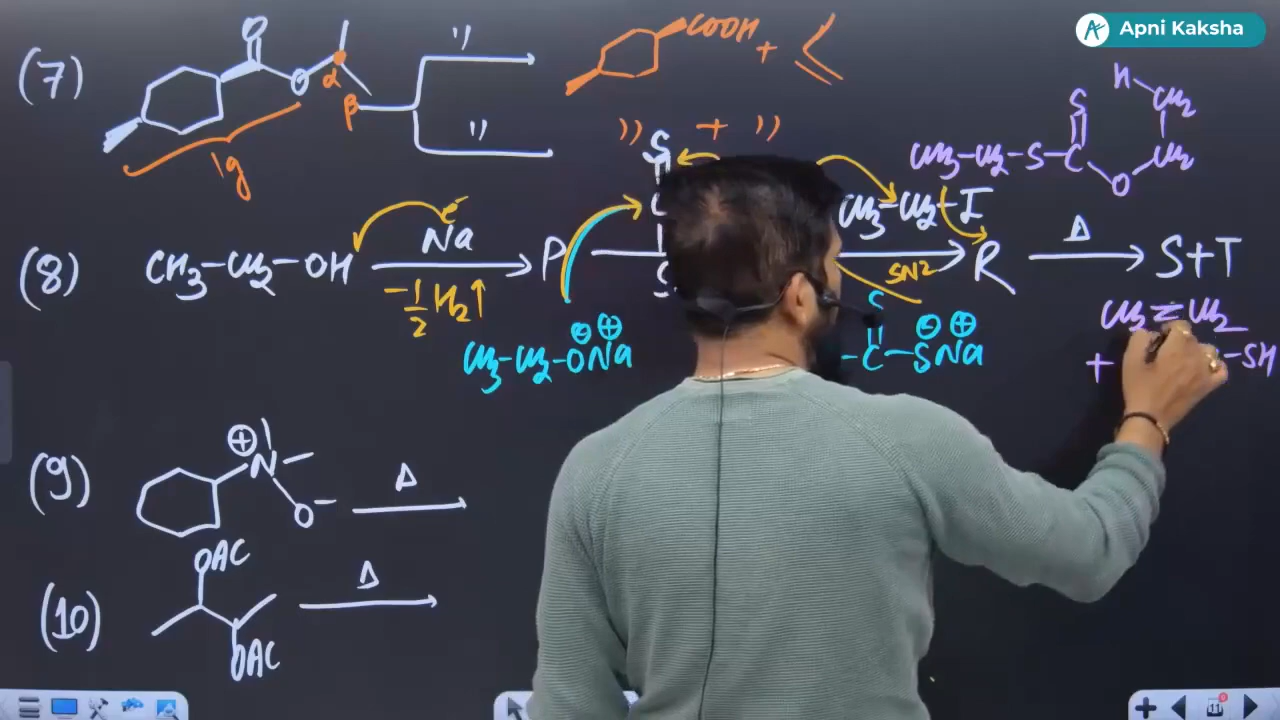 Apni Kaksha
(7)
O
O
α
β
1g
"
"
COOH
+
" + "
S
S
H
CH2
CH3-CH2-S-C
S
O
CH2
(8) CH3-CH2-OH
e-
Na
-1/2 H2↑
P
CH3-CH2-I
SN2
R
Δ
S+T
CH3-CH2-O⊖Na⊕
-C-S⊖Na⊕
CH2=CH2
+
-SH
(9)
⊕
N
O-
Δ
(10)
OAC
OAC
Δ
11